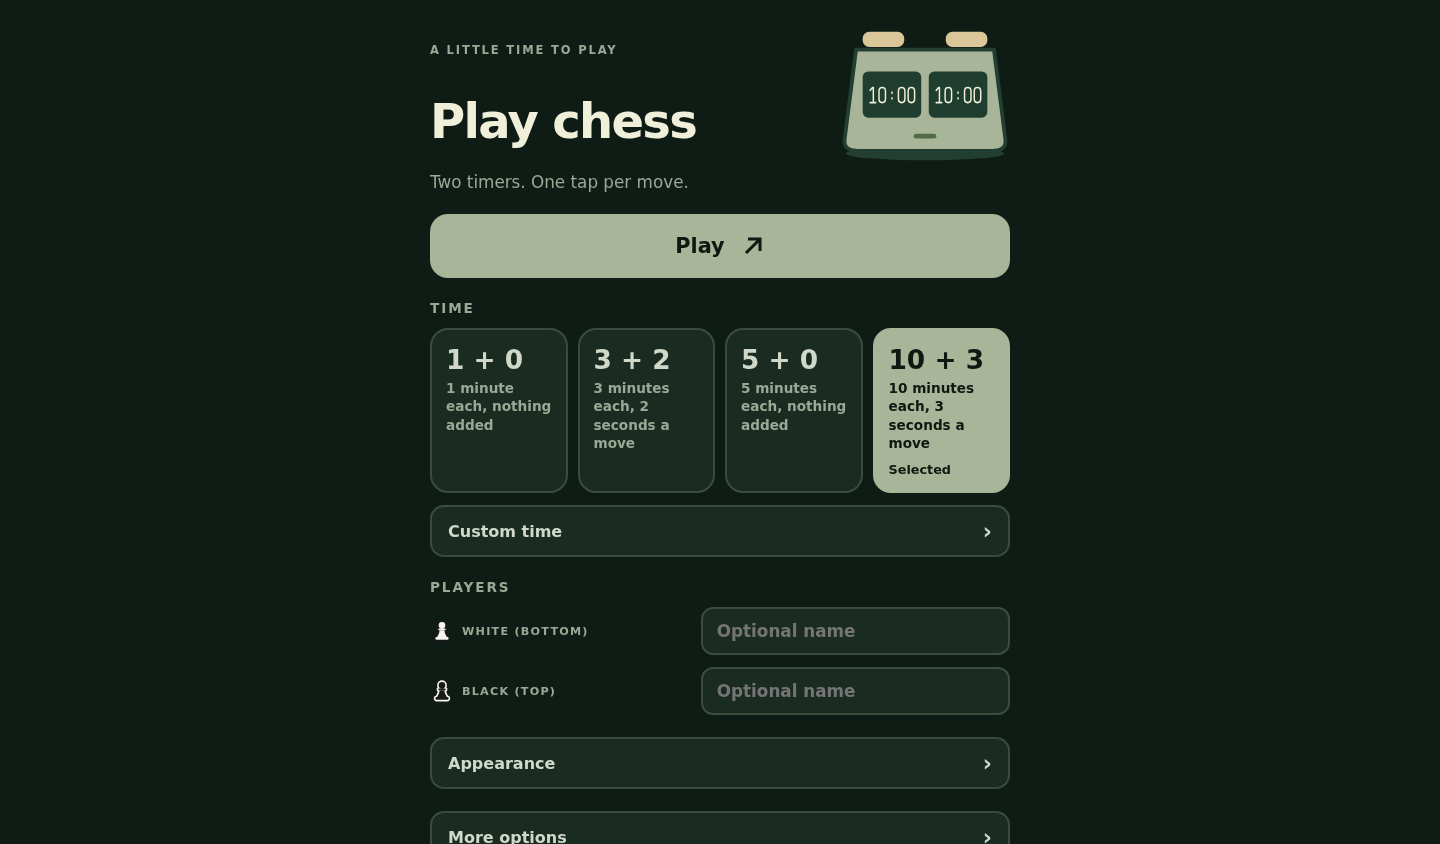 A LITTLE TIME TO PLAY
Play chess
Two timers. One tap per move.
10:00 10:00
Play
TIME
1 + 0
1 minute
each, nothing
added
3 + 2
3 minutes
each, 2
seconds a
move
5 + 0
5 minutes
each, nothing
added
10 + 3
10 minutes
each, 3
seconds a
move
Selected
Custom time
PLAYERS
WHITE (BOTTOM)
Optional name
BLACK (TOP)
Optional name
Appearance
More options